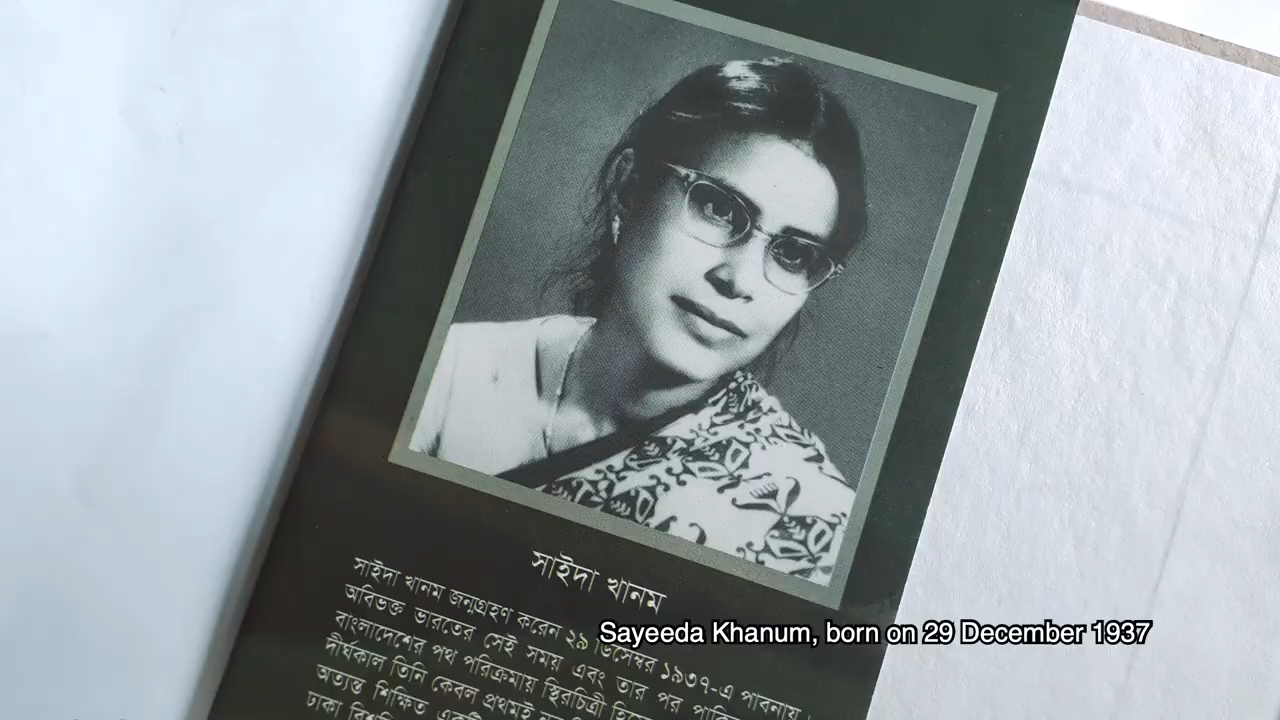 সাইদা খানম
সাইদা খানম জন্মগ্রহণ করেন ২৯ ডিসেম্বর ১৯৩৭-এ পাবনায়।
অবিভক্ত ভারতের সেই সময় এবং তার পর
বাংলাদেশের পথ পরিক্রমায় স্থিরচিত্রী
দীর্ঘকাল তিনি কেবল প্রথমই
অত্যন্ত শিক্ষিত
ঢাকা
Sayeeda Khanum, born on 29 December 1937